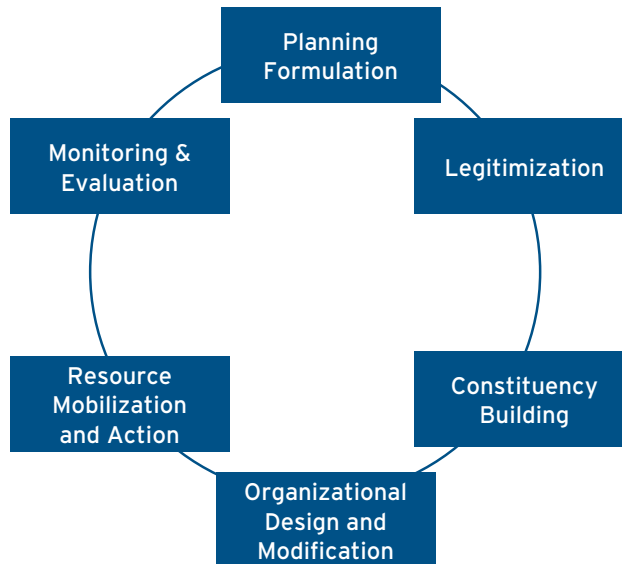 Planning
Formulation
Legitimization
Constituency
Building
Organizational
Design and
Modification
Resource
Mobilization
and Action
Monitoring &
Evaluation